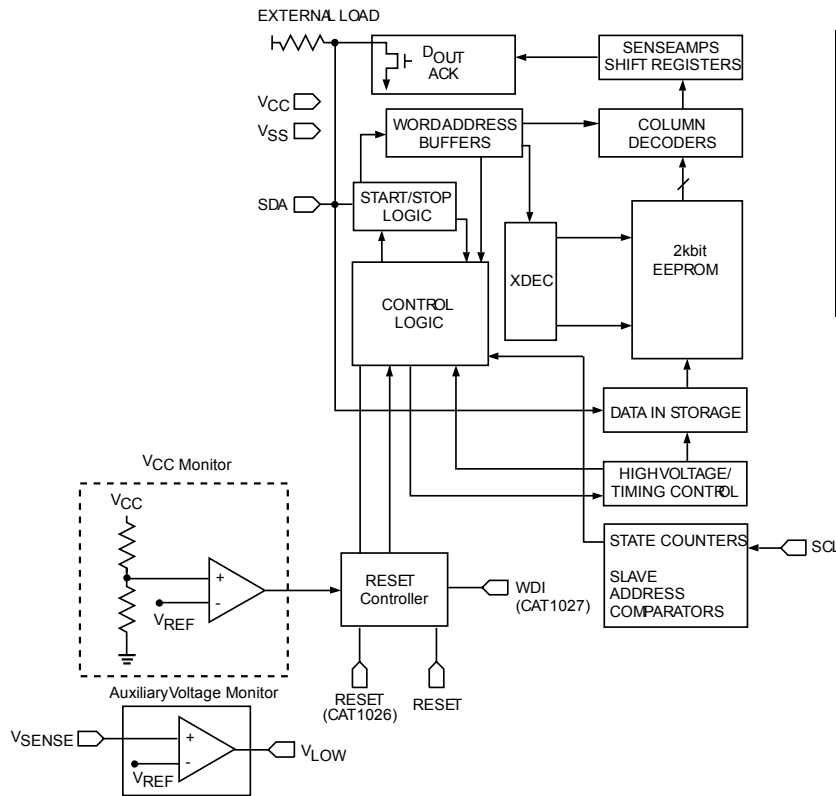 EXTERNAL LOAD
DOUT
ACK
SENSEAMPS
SHIFT REGISTERS
VCC
VSS
WORDADDRESS
BUFFERS
COLUMN
DECODERS
SDA
START/STOP
LOGIC
XDEC
2kbit
EEPROM
CONTROL
LOGIC
DATA IN STORAGE
HIGHVOLTAGE/
TIMING CONTROL
VCC Monitor
VCC
+
-
VREF
RESET
Controller
WDI
(CAT1027)
STATE COUNTERS
SLAVE
ADDRESS
COMPARATORS
SCL
RESET
(CAT1026)
RESET
AuxiliaryVoltage Monitor
VSENSE
+
-
VREF
VLOW